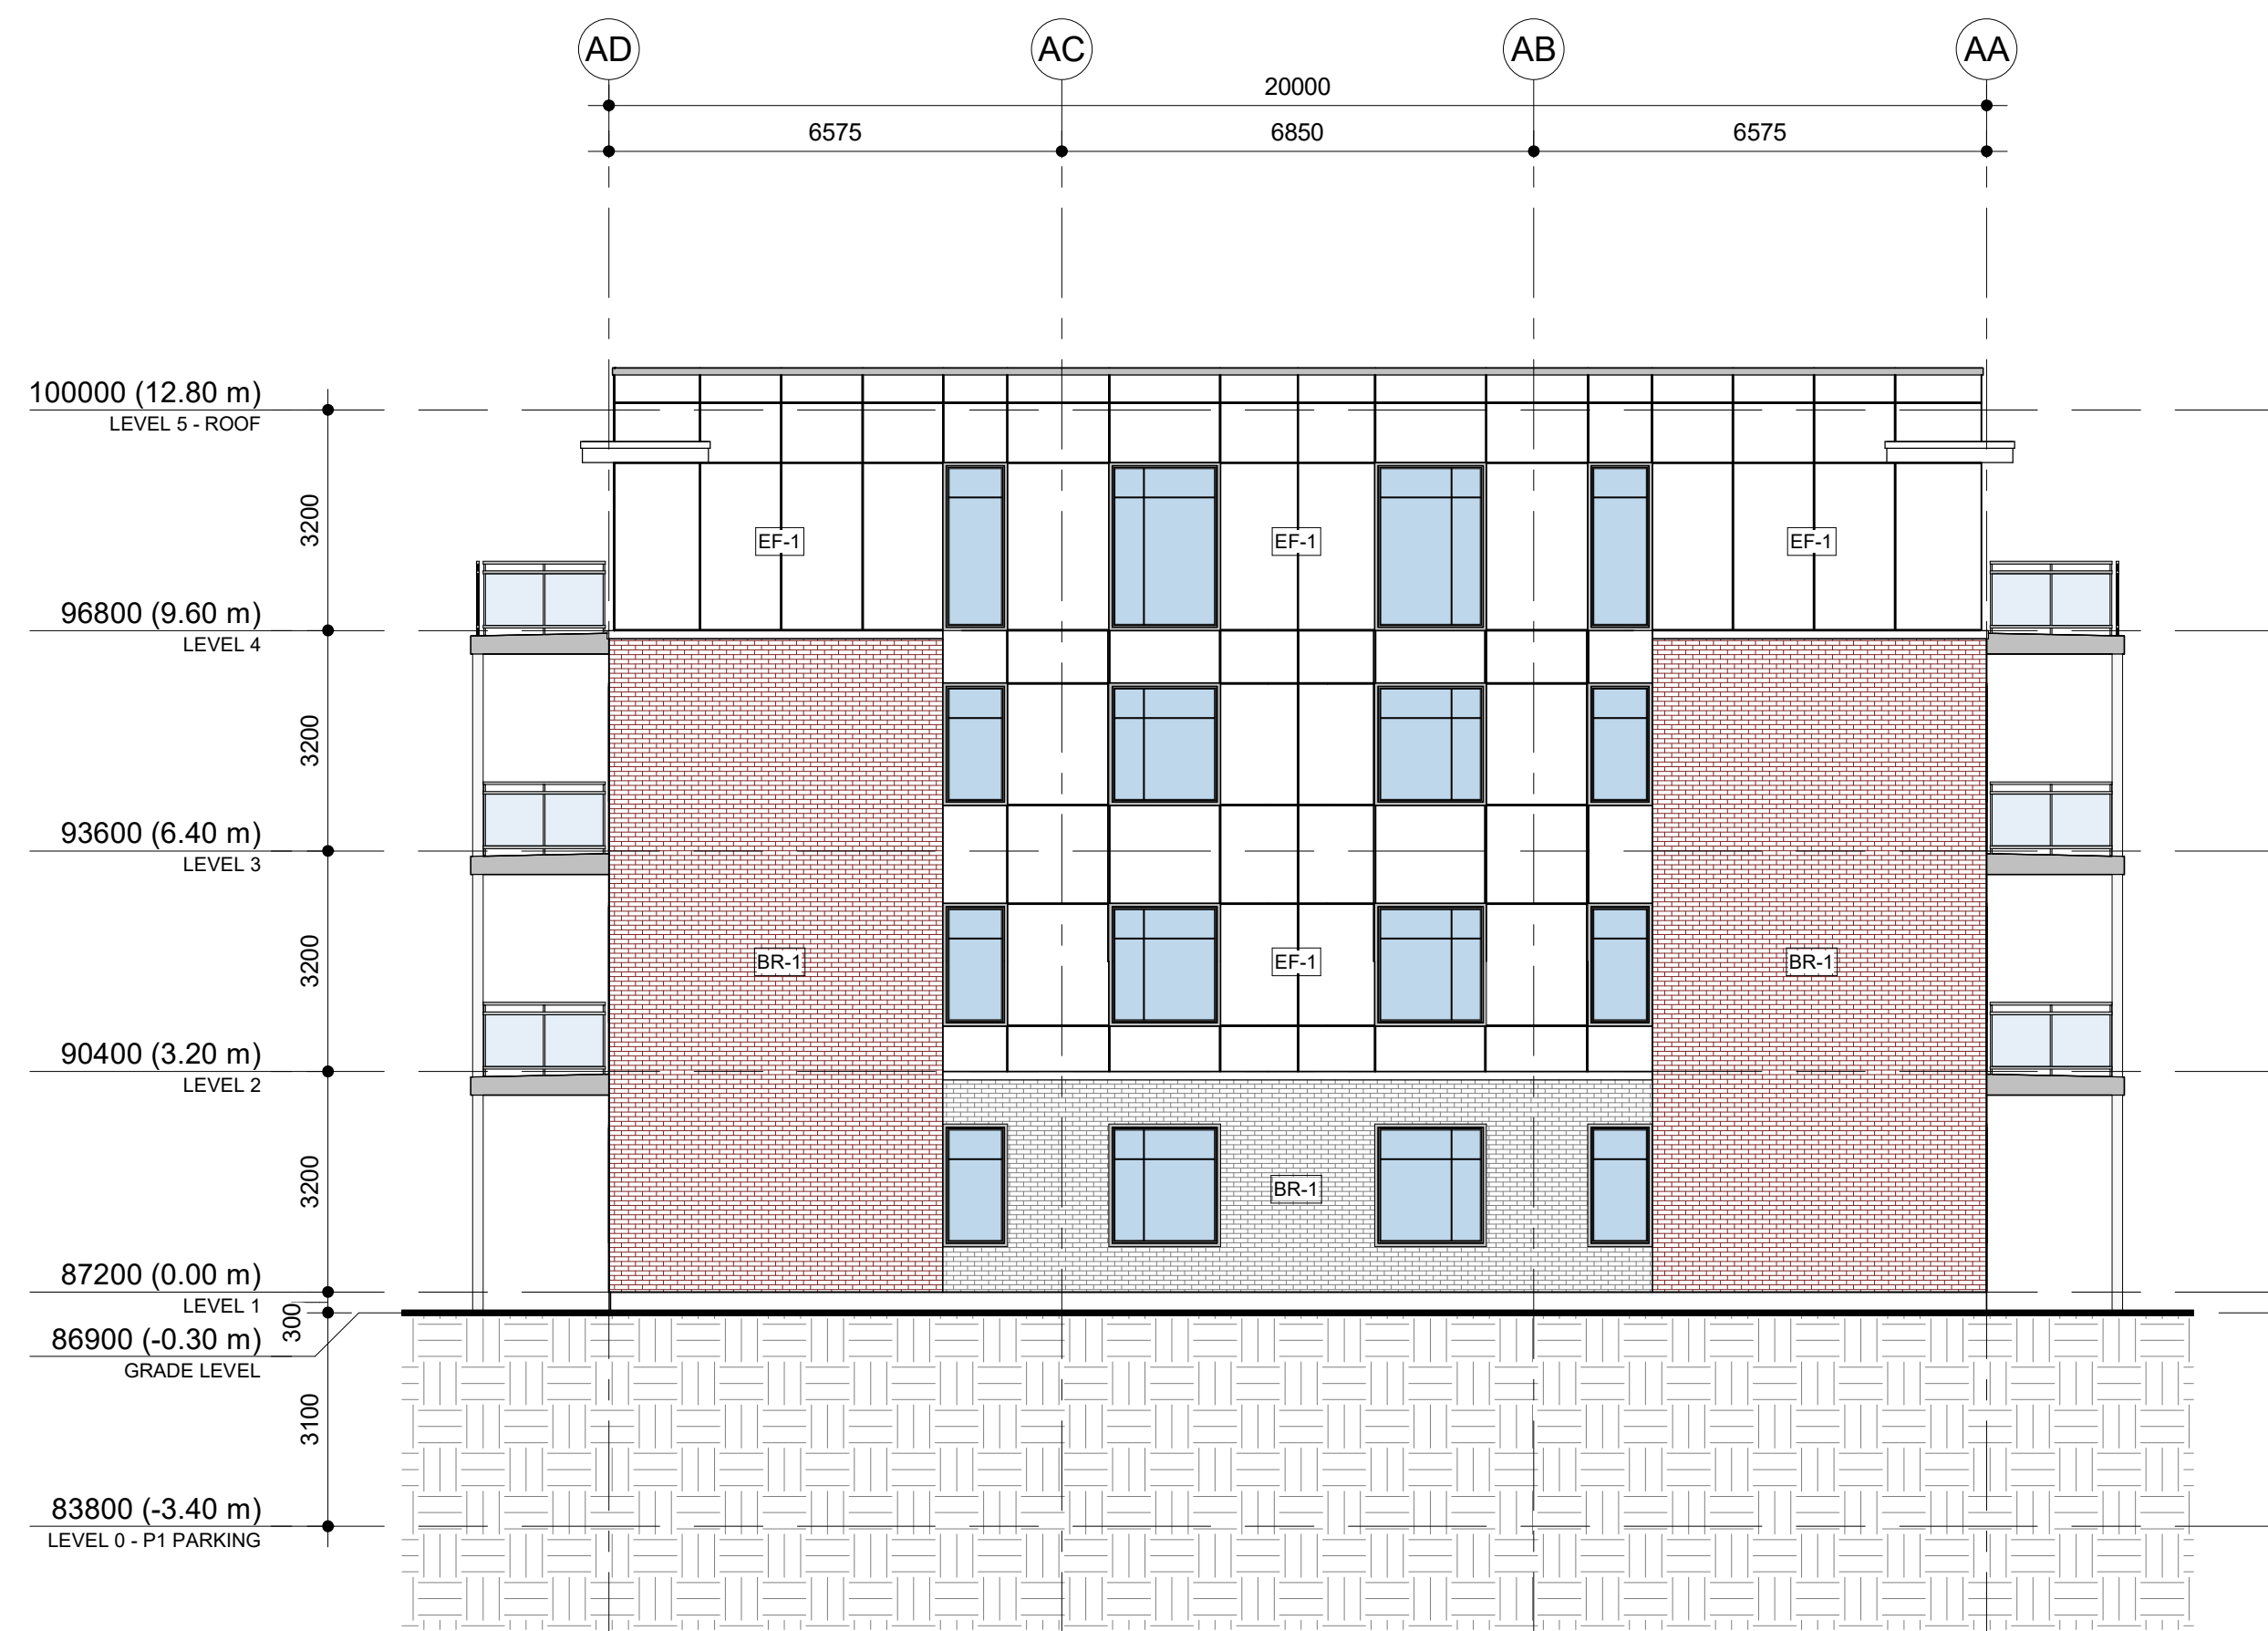 AD AC AB AA
20000
6575 6850 6575
100000 (12.80 m)
LEVEL 5 - ROOF
3200
EF-1 EF-1 EF-1
96800 (9.60 m)
LEVEL 4
3200
93600 (6.40 m)
LEVEL 3
3200
BR-1 EF-1 BR-1
90400 (3.20 m)
LEVEL 2
3200
BR-1
87200 (0.00 m)
LEVEL 1
300
86900 (-0.30 m)
GRADE LEVEL
3100
83800 (-3.40 m)
LEVEL 0 - P1 PARKING